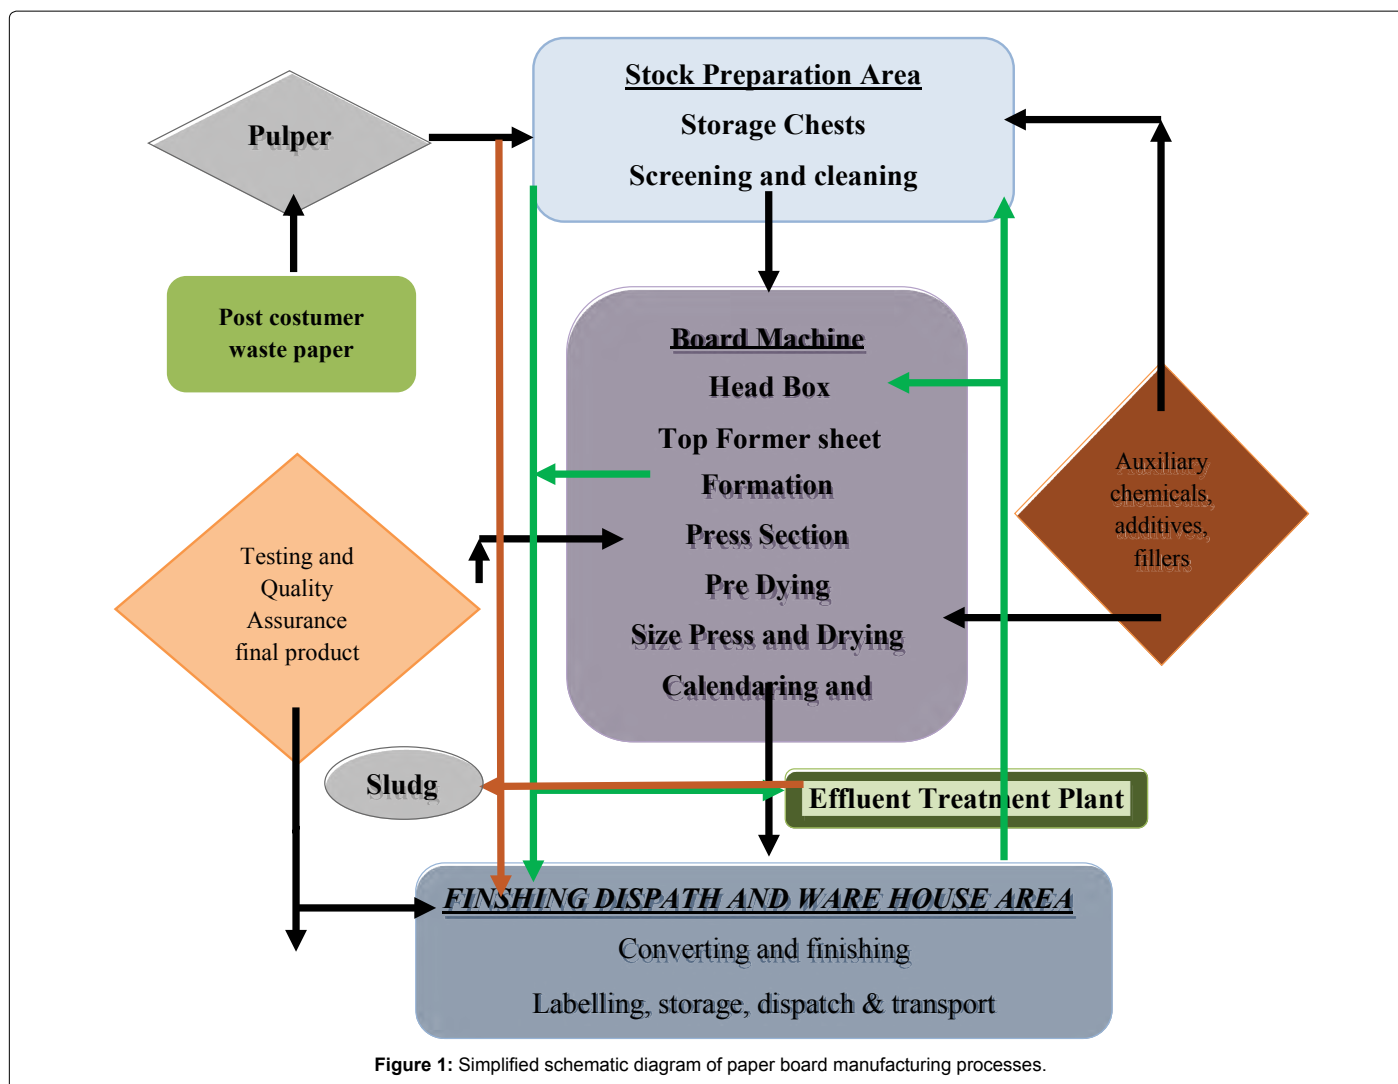 Stock Preparation Area
Storage Chests
Screening and cleaning
Pulper
Post costumer
waste paper
Board Machine
Head Box
Top Former sheet
Formation
Press Section
Pre Dying
Size Press and Drying
Calendaring and
Auxiliary
chemicals,
additives,
fillers
Testing and
Quality
Assurance
final product
Sludg
Effluent Treatment Plant
FINSHING DISPATH AND WARE HOUSE AREA
Converting and finishing
Labelling, storage, dispatch & transport
Figure 1: Simplified schematic diagram of paper board manufacturing processes.